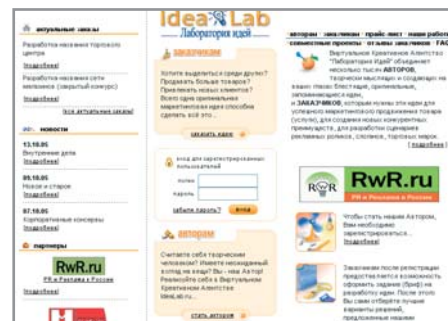 актуальные заказы
Разработка названия торгового
центра
[подробнее]
Разработка названия сети
магазинов (закрытый конкурс)
[подробнее]
[все актуальные заказы]
новости
13.10.05
Внутренние дела
[подробнее]
09.10.05
Новое и старое
[подробнее]
07.10.05
Корпоративные консервы
[подробнее]
партнеры
RwR.ru
PR и Реклама в России
[подробнее]
Idea Lab
Лаборатория идей
заказчикам
Хотите выделиться среди других?
Продавать больше товаров?
Привлекать новых клиентов?
Всего одна оригинальная
маркетинговая идея способна
сделать всё это...
заказать идею
вход для зарегистрированных
пользователей
логин
пароль
забыли пароль?
вход
авторам
Считаете себя творческим
человеком? Имеете неожиданный
взгляд на вещи? Вы - наш Автор!
Реализуйте себя в Виртуальном
Креативном Агентстве
IdeaLab.ru...
стать автором
авторам заказчикам прайс-лист наши работы
совместные проекты отзывы заказчиков FAQ
Виртуальное Креативное Агентство
"Лаборатория Идей" объединяет
несколько тысяч АВТОРОВ,
творчески мыслящих и создающих на
ваших глазах блестящие, оригинальные,
запоминающиеся идеи,
и ЗАКАЗЧИКОВ, которым нужны эти идеи для
успешного маркетингового продвижения товара
(услуги), для создания новых конкурентных
преимуществ, для разработки сценариев
рекламных роликов, слоганов, торговых марок.
[подробнее]
RWR
RwR.ru
PR и Реклама в России
Чтобы стать нашим Автором,
Вам необходимо
зарегистрироваться...
[подробнее]
Заказчикам после регистрации
предоставляется возможность
оформить задание (бриф) на
разработку идеи. После этого
Вы сами отберете лучшие
варианты решений,
предложенные нашими